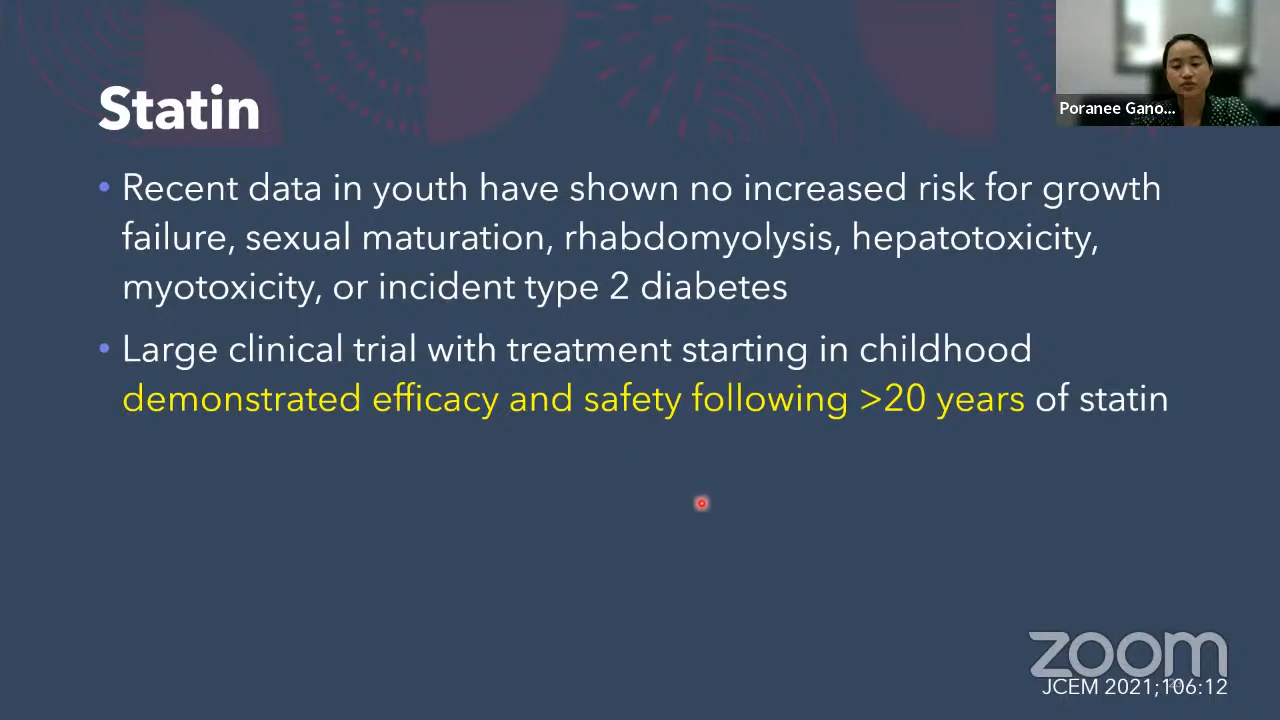 Statin
Poranee Gano...
• Recent data in youth have shown no increased risk for growth
failure, sexual maturation, rhabdomyolysis, hepatotoxicity,
myotoxicity, or incident type 2 diabetes
• Large clinical trial with treatment starting in childhood
demonstrated efficacy and safety following >20 years of statin
zoom
JCEM 2021;106:12